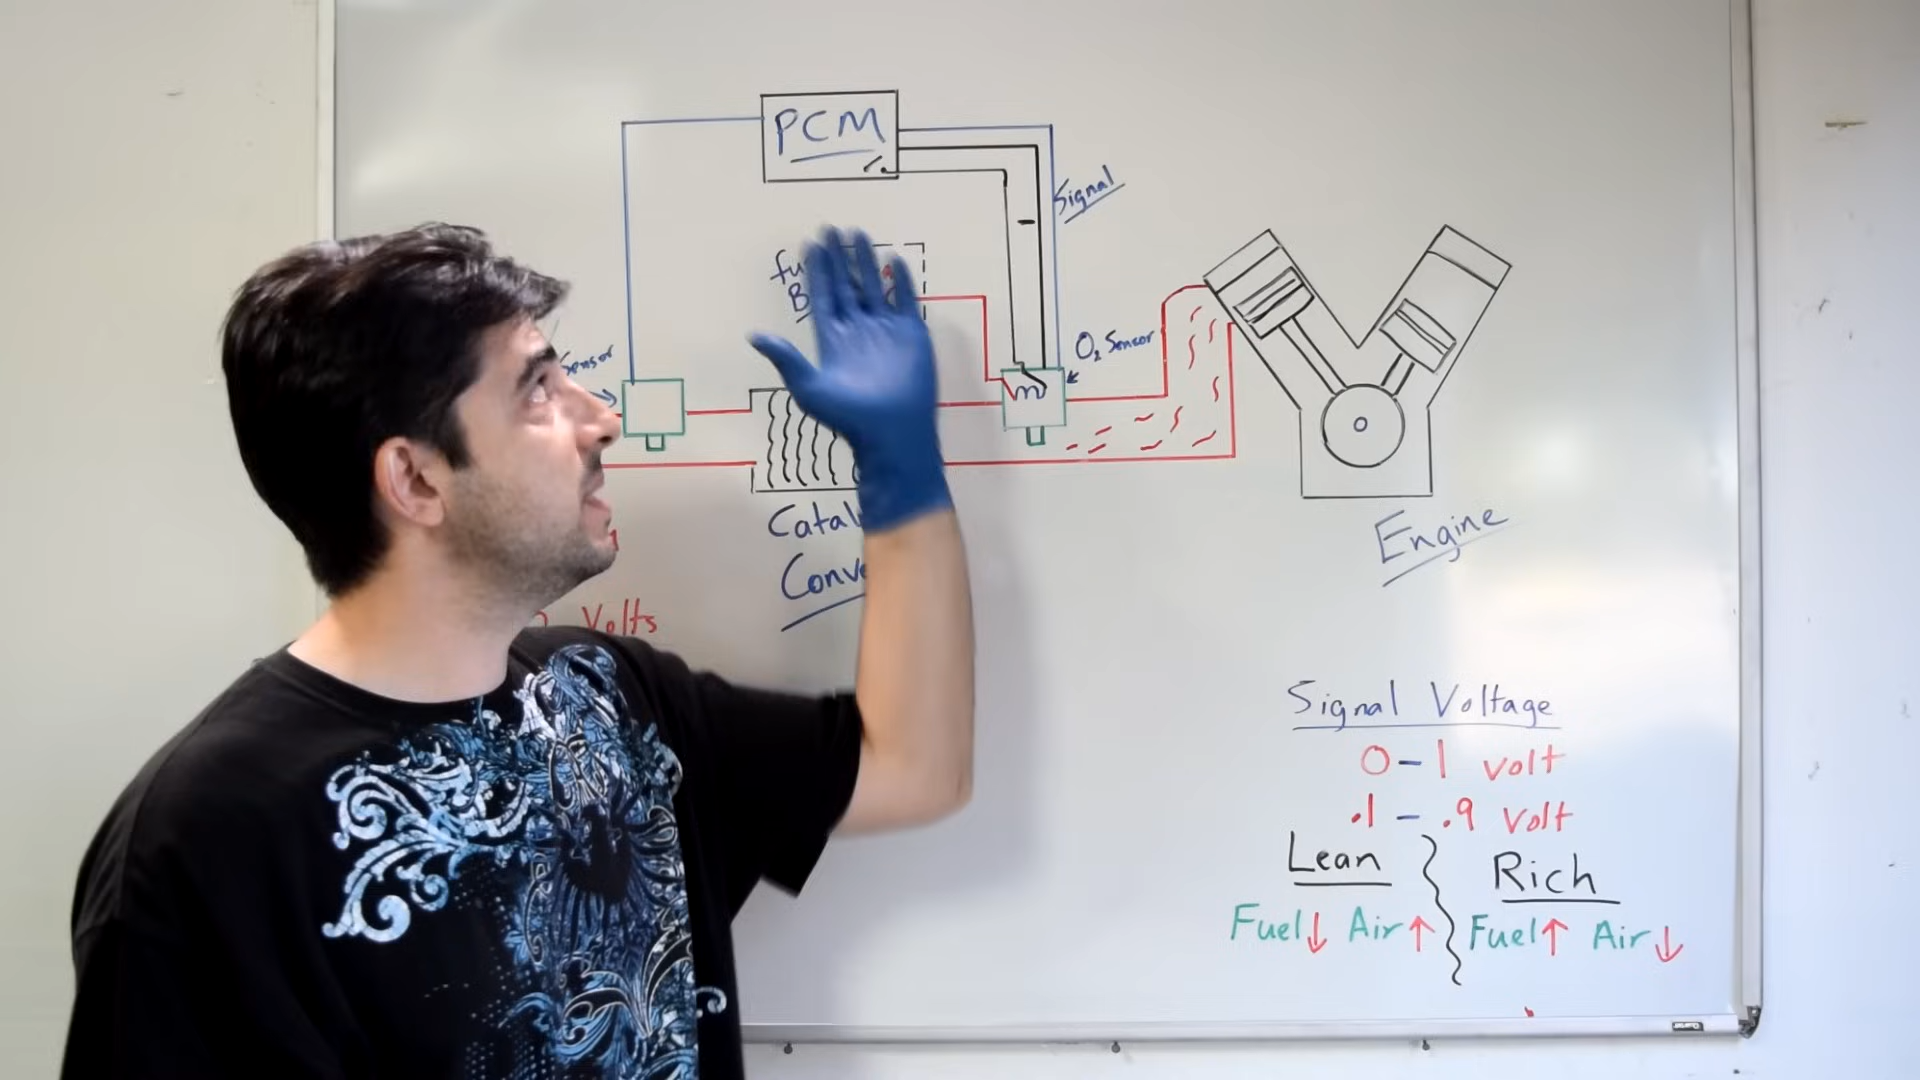 PCM
Signal
O₂ Sensor
Sensor
Engine
Volts
Signal Voltage
0-1 volt
.1 - .9 volt
Lean
Rich
Fuel↓ Air↑
Fuel↑ Air↓